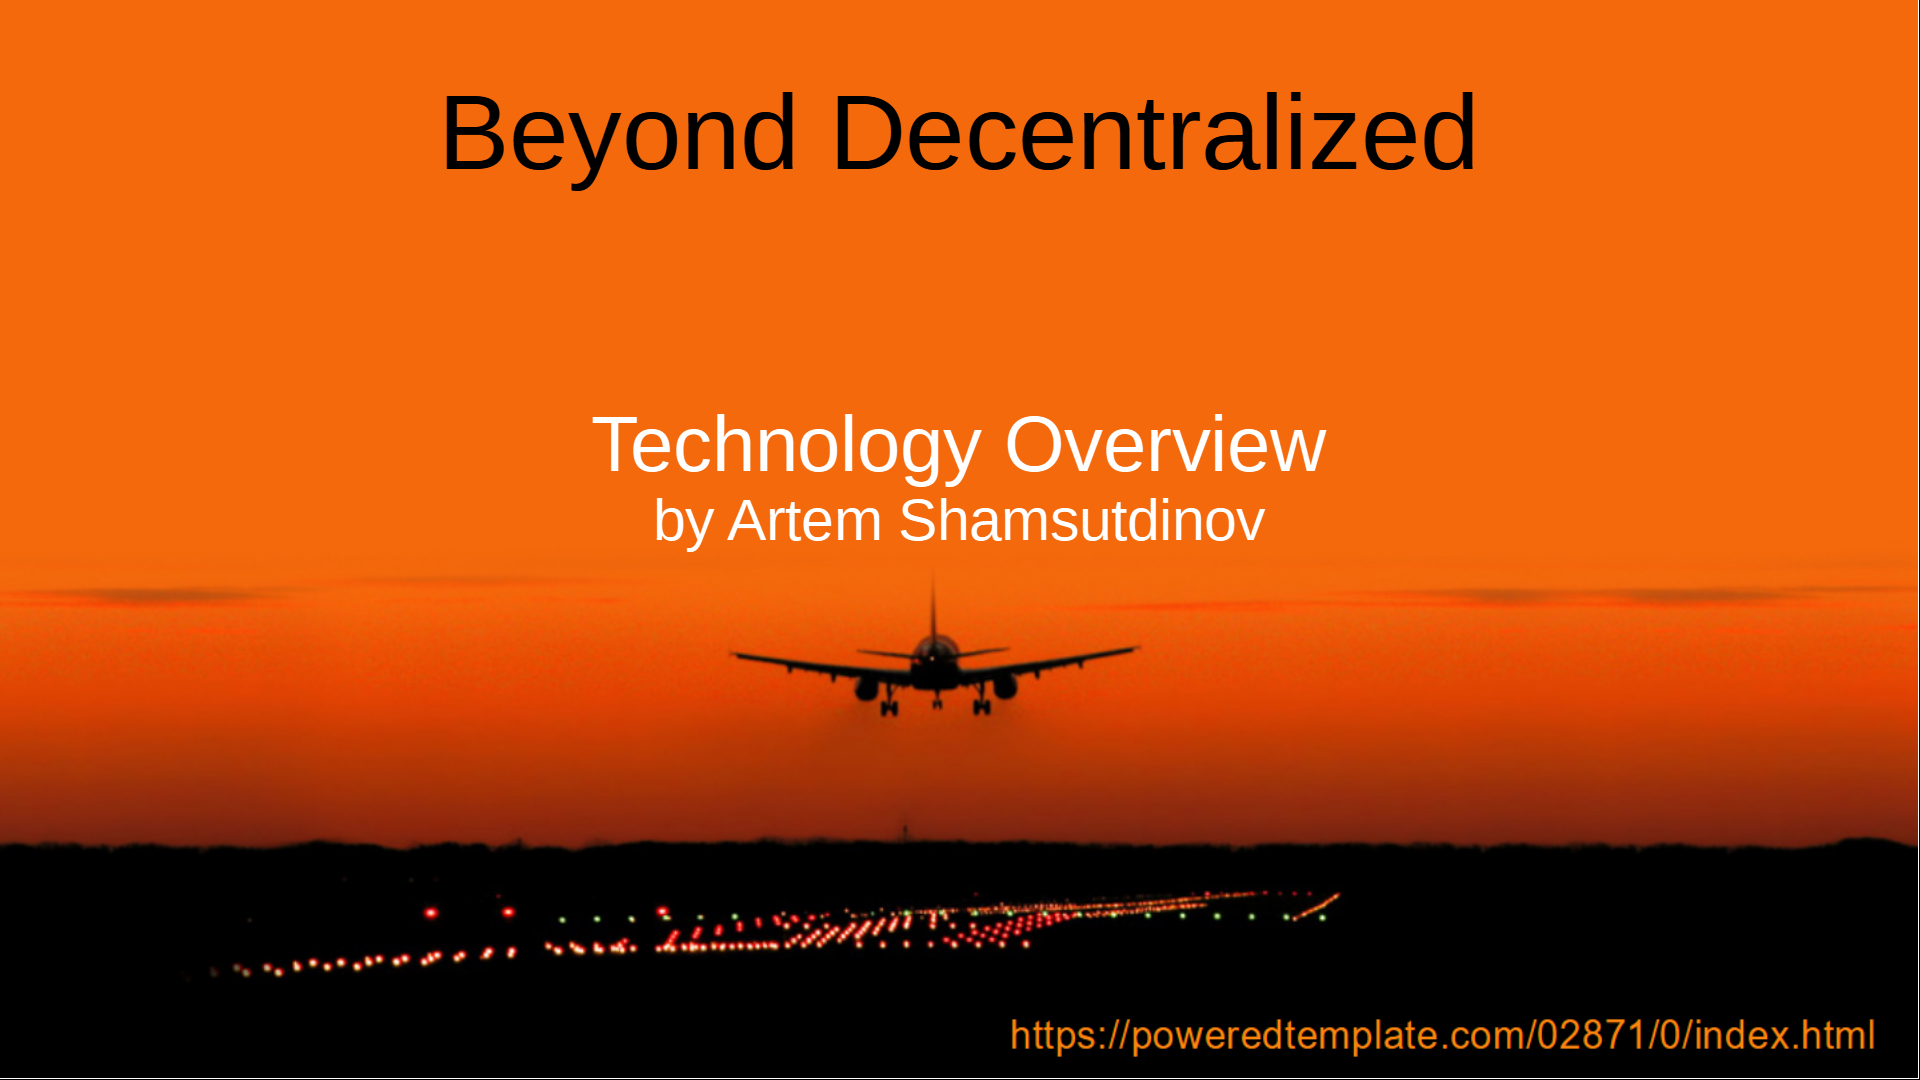 Beyond Decentralized
Technology Overview
by Artem Shamsutdinov
https://poweredtemplate.com/02871/0/index.html